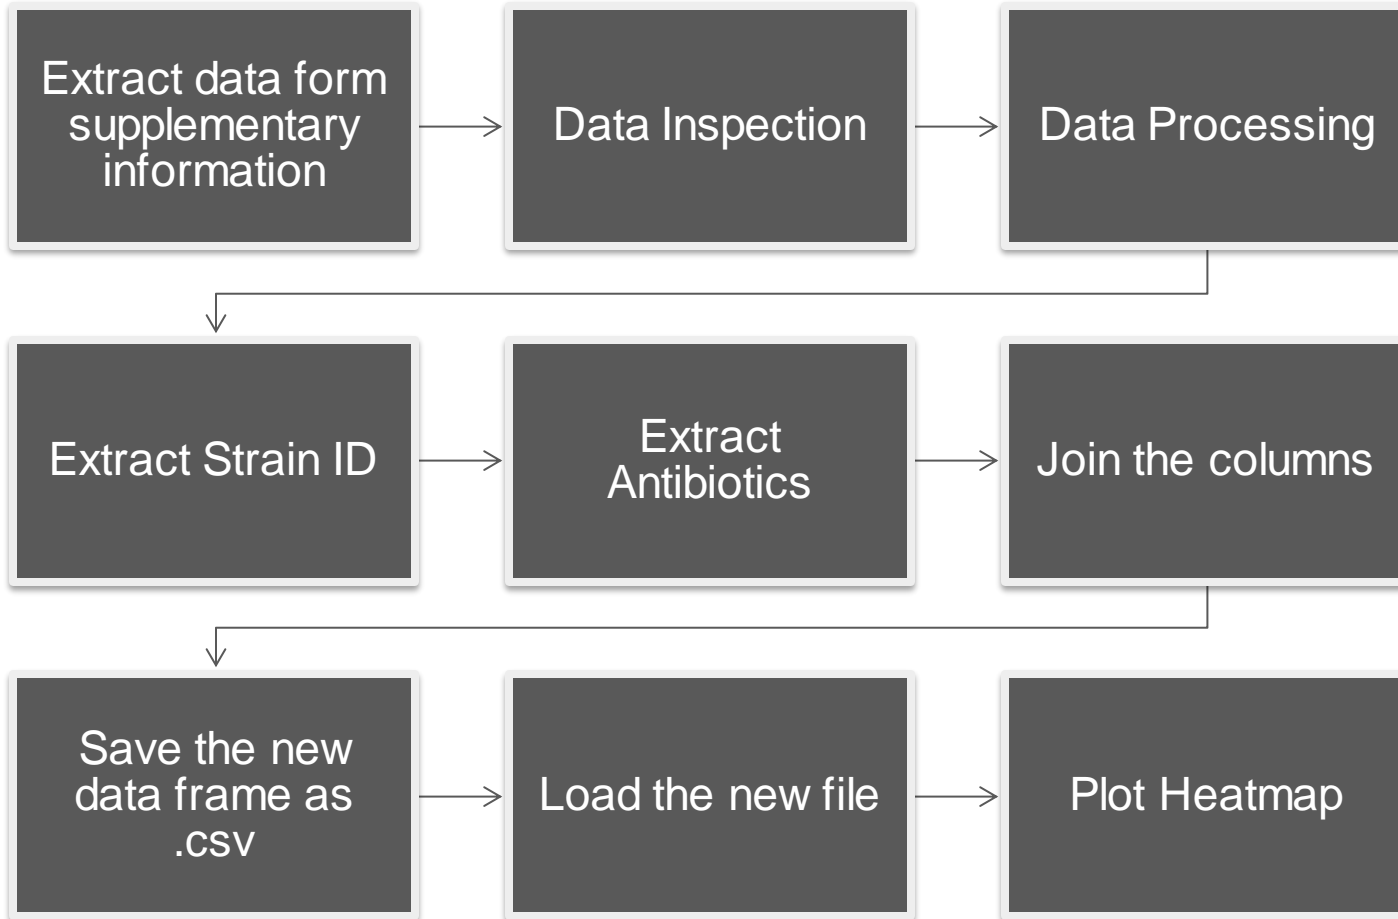 Extract data form
supplementary
information
Data Inspection
Data Processing
Extract Strain ID
Extract
Antibiotics
Join the columns
Save the new
data frame as
.csv
Load the new file
Plot Heatmap